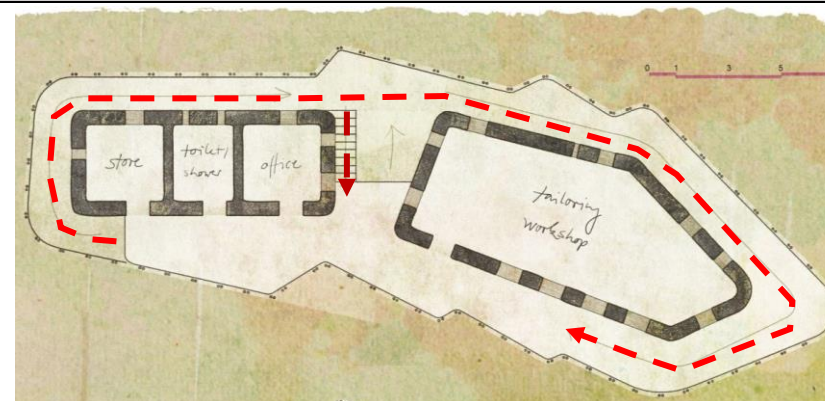 0 1 3 5
store
toilet/
shower
office
tailoring
workshop